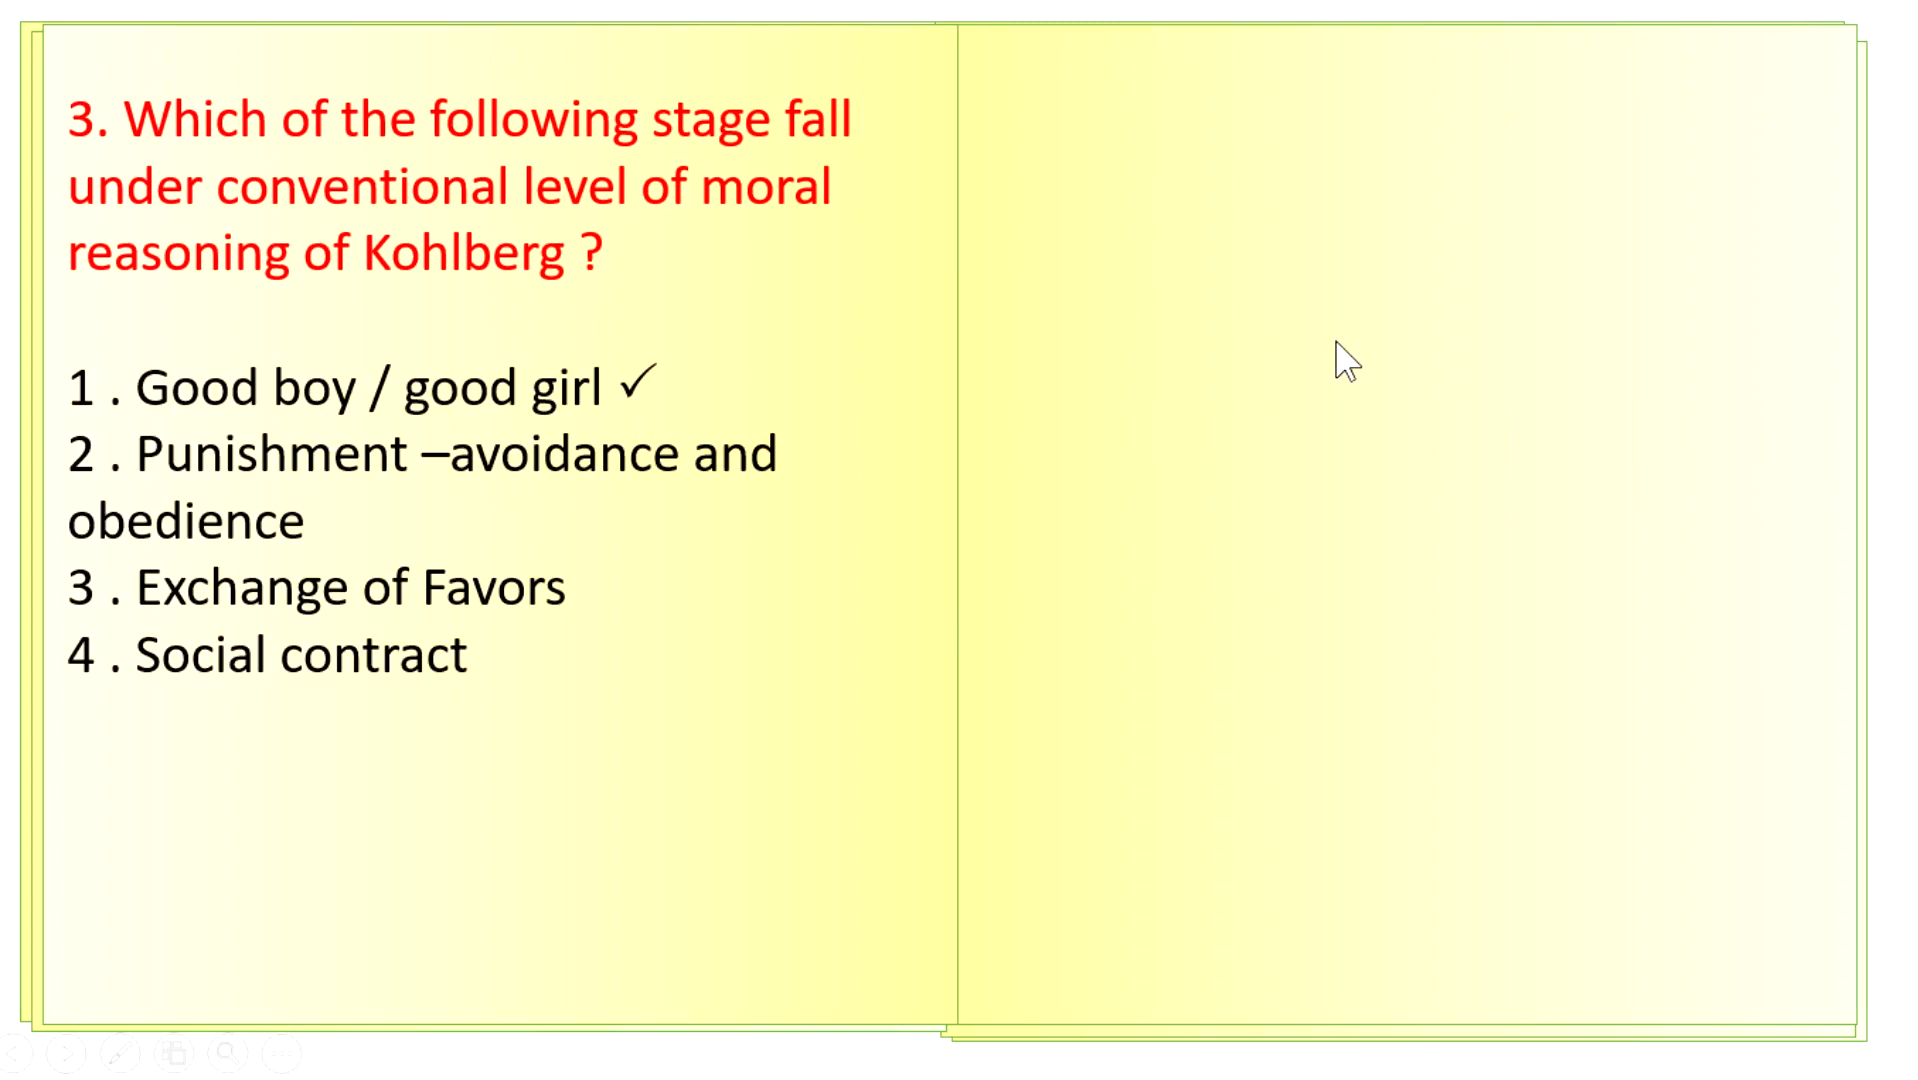 3. Which of the following stage fall
under conventional level of moral
reasoning of Kohlberg ?
1 . Good boy / good girl ✓
2 . Punishment –avoidance and
obedience
3 . Exchange of Favors
4 . Social contract